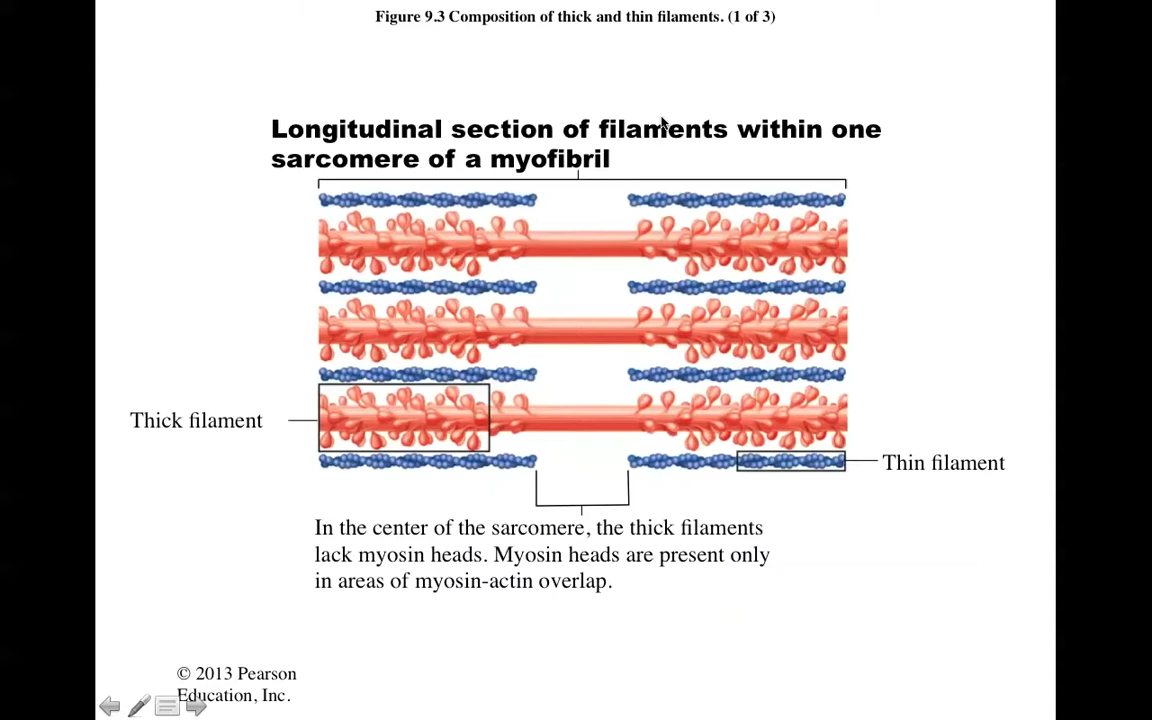 Figure 9.3 Composition of thick and thin filaments. (1 of 3)
Longitudinal section of filaments within one
sarcomere of a myofibril
Thick filament
Thin filament
In the center of the sarcomere, the thick filaments
lack myosin heads. Myosin heads are present only
in areas of myosin-actin overlap.
© 2013 Pearson
Education, Inc.